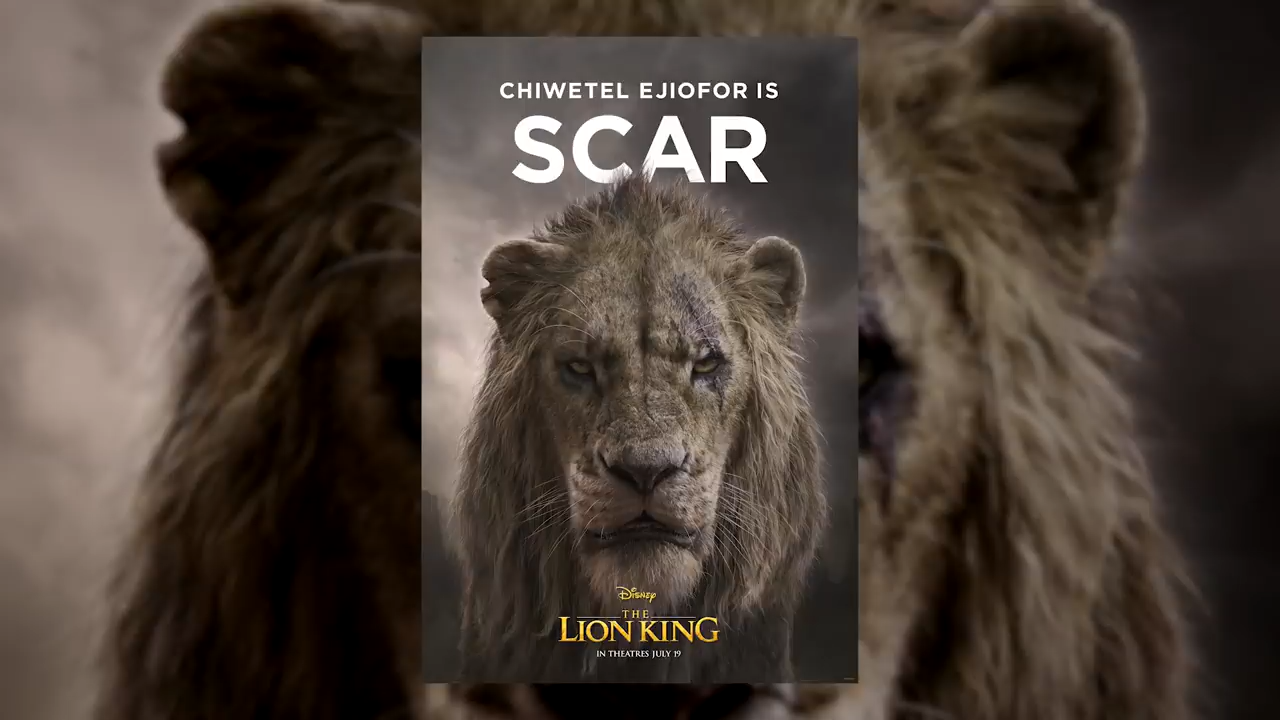 CHIWETEL EJIOFOR IS
SCAR
Disney
THE
LION KING
IN THEATRES JULY 19